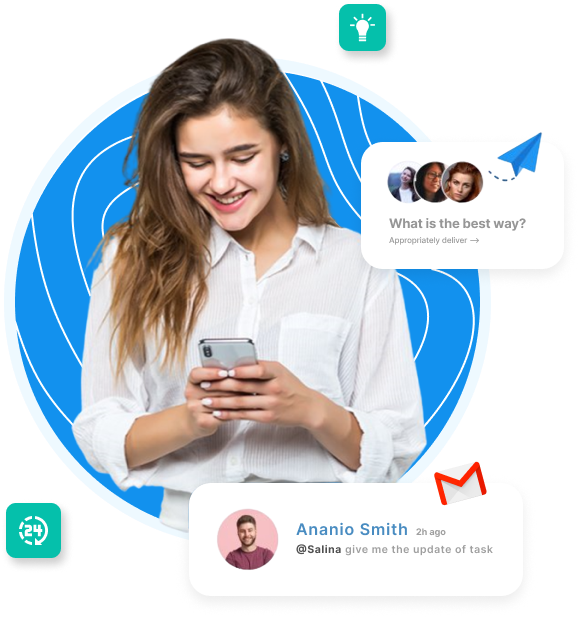 What is the best way?
Appropriately deliver →
Ananio Smith 2h ago
@Salina give me the update of task
24